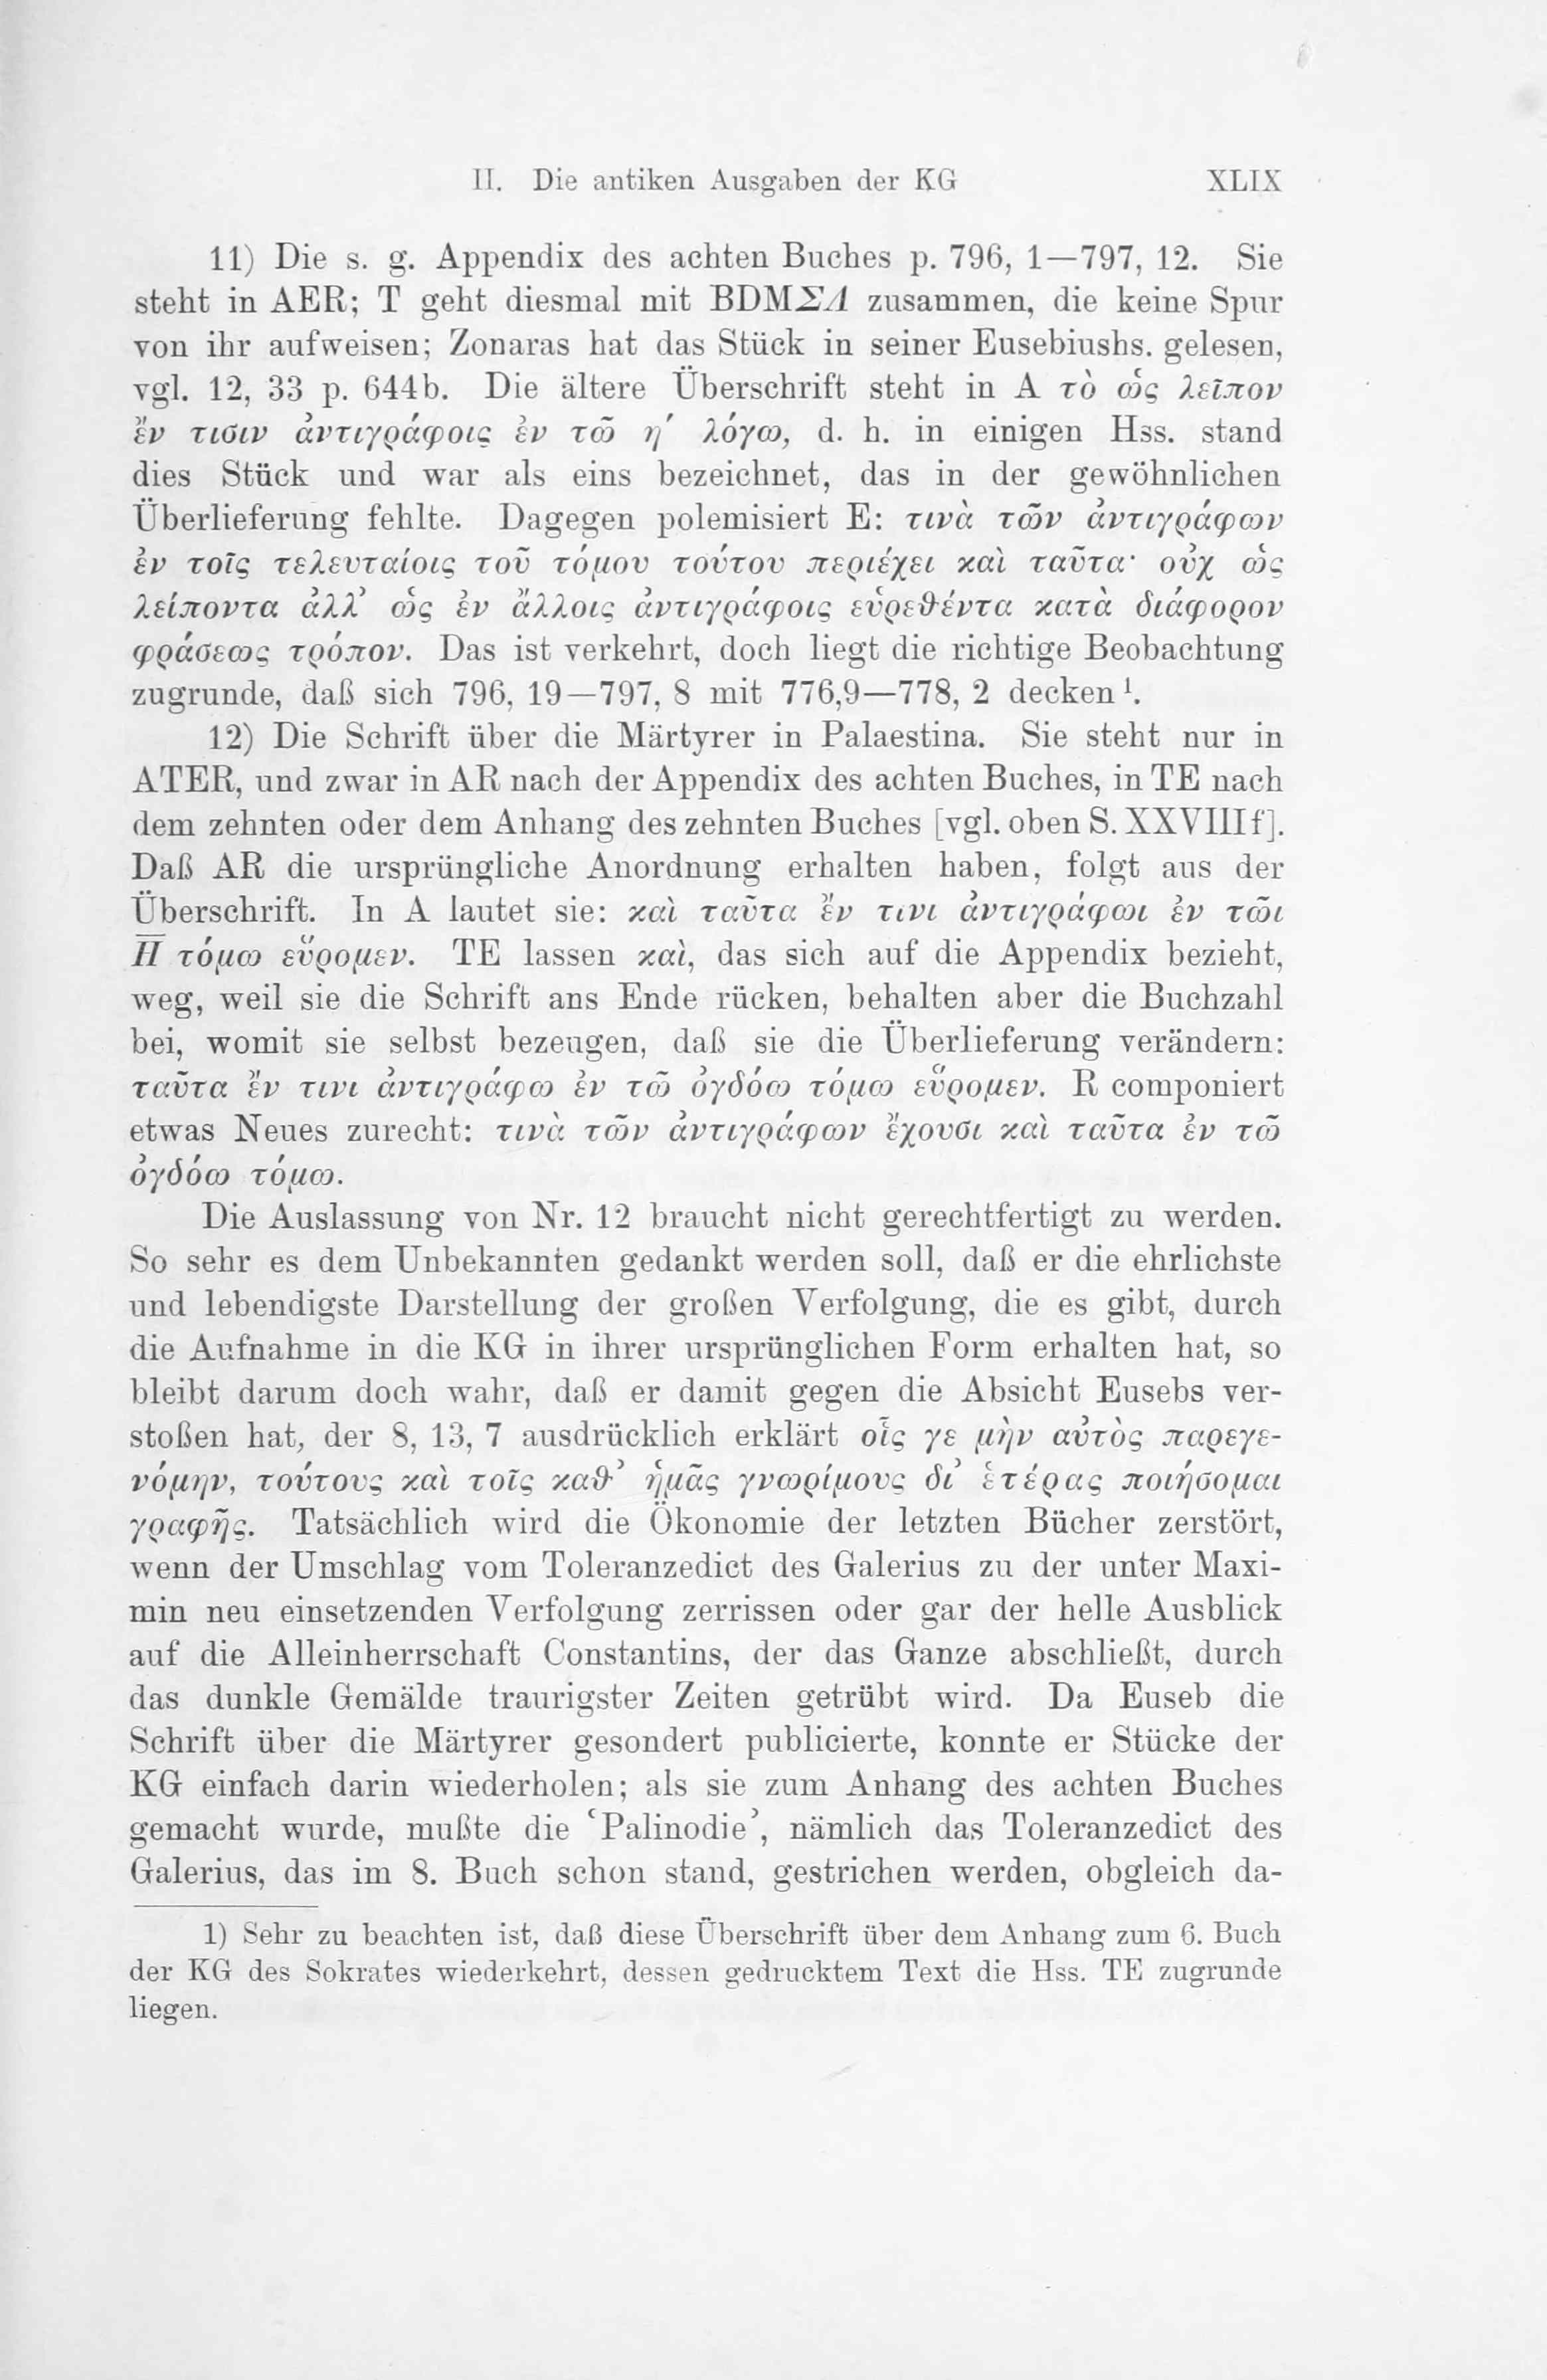 II. Die antiken Ausgaben der KG XLIX
11) Die s. g. Appendix des achten Buches p. 796, 1—797, 12. Sie
steht in AER; T geht diesmal mit BDMΣΛ zusammen, die keine Spur
von ihr aufweisen; Zonaras hat das Stück in seiner Eusebiushs. gelesen,
vgl. 12, 33 p. 644b. Die ältere Überschrift steht in A τὸ ὡς λεῖπον
ἔν τισιν ἀντιγράφοις ἐν τῶ η′ λόγω, d. h. in einigen Hss. stand
dies Stück und war als eins bezeichnet, das in der gewöhnlichen
Überlieferung fehlte. Dagegen polemisiert E: τινὰ τῶν ἀντιγράφων
ἐν τοῖς τελευταίοις τοῦ τόμου τούτου περιέχει καὶ ταῦτα· οὐχ ὡς
λείποντα ἀλλ’ ὡς ἐν ἄλλοις ἀντιγράφοις εὑρεθέντα κατὰ διάφορον
φράσεως τρόπον. Das ist verkehrt, doch liegt die richtige Beobachtung
zugrunde, daß sich 796, 19—797, 8 mit 776,9—778, 2 decken¹.
12) Die Schrift über die Märtyrer in Palaestina. Sie steht nur in
ATER, und zwar in AR nach der Appendix des achten Buches, in TE nach
dem zehnten oder dem Anhang des zehnten Buches [vgl. oben S. XXVIII f].
Daß AR die ursprüngliche Anordnung erhalten haben, folgt aus der
Überschrift. In A lautet sie: καὶ ταῦτα ἔν τινι ἀντιγράφωι ἐν τῶι
H̅ τόμω εὕρομεν. TE lassen καὶ, das sich auf die Appendix bezieht,
weg, weil sie die Schrift ans Ende rücken, behalten aber die Buchzahl
bei, womit sie selbst bezeugen, daß sie die Überlieferung verändern:
ταῦτα ἔν τινι ἀντιγράφω ἐν τῶ ὀγδόω τόμω εὕρομεν. R componiert
etwas Neues zurecht: τινὰ τῶν ἀντιγράφων ἔχουσι καὶ ταῦτα ἐν τῶ
ὀγδόω τόμω.
Die Auslassung von Nr. 12 braucht nicht gerechtfertigt zu werden.
So sehr es dem Unbekannten gedankt werden soll, daß er die ehrlichste
und lebendigste Darstellung der großen Verfolgung, die es gibt, durch
die Aufnahme in die KG in ihrer ursprünglichen Form erhalten hat, so
bleibt darum doch wahr, daß er damit gegen die Absicht Eusebs ver-
stoßen hat, der 8, 13, 7 ausdrücklich erklärt οἷς γε μὴν αὐτὸς παρεγε-
νόμην, τούτους καὶ τοῖς καθ’ ἡμᾶς γνωρίμους δι’ ἑτέρας ποιήσομαι
γραφῆς. Tatsächlich wird die Ökonomie der letzten Bücher zerstört,
wenn der Umschlag vom Toleranzedict des Galerius zu der unter Maxi-
min neu einsetzenden Verfolgung zerrissen oder gar der helle Ausblick
auf die Alleinherrschaft Constantins, der das Ganze abschließt, durch
das dunkle Gemälde traurigster Zeiten getrübt wird. Da Euseb die
Schrift über die Märtyrer gesondert publicierte, konnte er Stücke der
KG einfach darin wiederholen; als sie zum Anhang des achten Buches
gemacht wurde, mußte die ‘Palinodie’, nämlich das Toleranzedict des
Galerius, das im 8. Buch schon stand, gestrichen werden, obgleich da-
1) Sehr zu beachten ist, daß diese Überschrift über dem Anhang zum 6. Buch
der KG des Sokrates wiederkehrt, dessen gedrucktem Text die Hss. TE zugrunde
liegen.